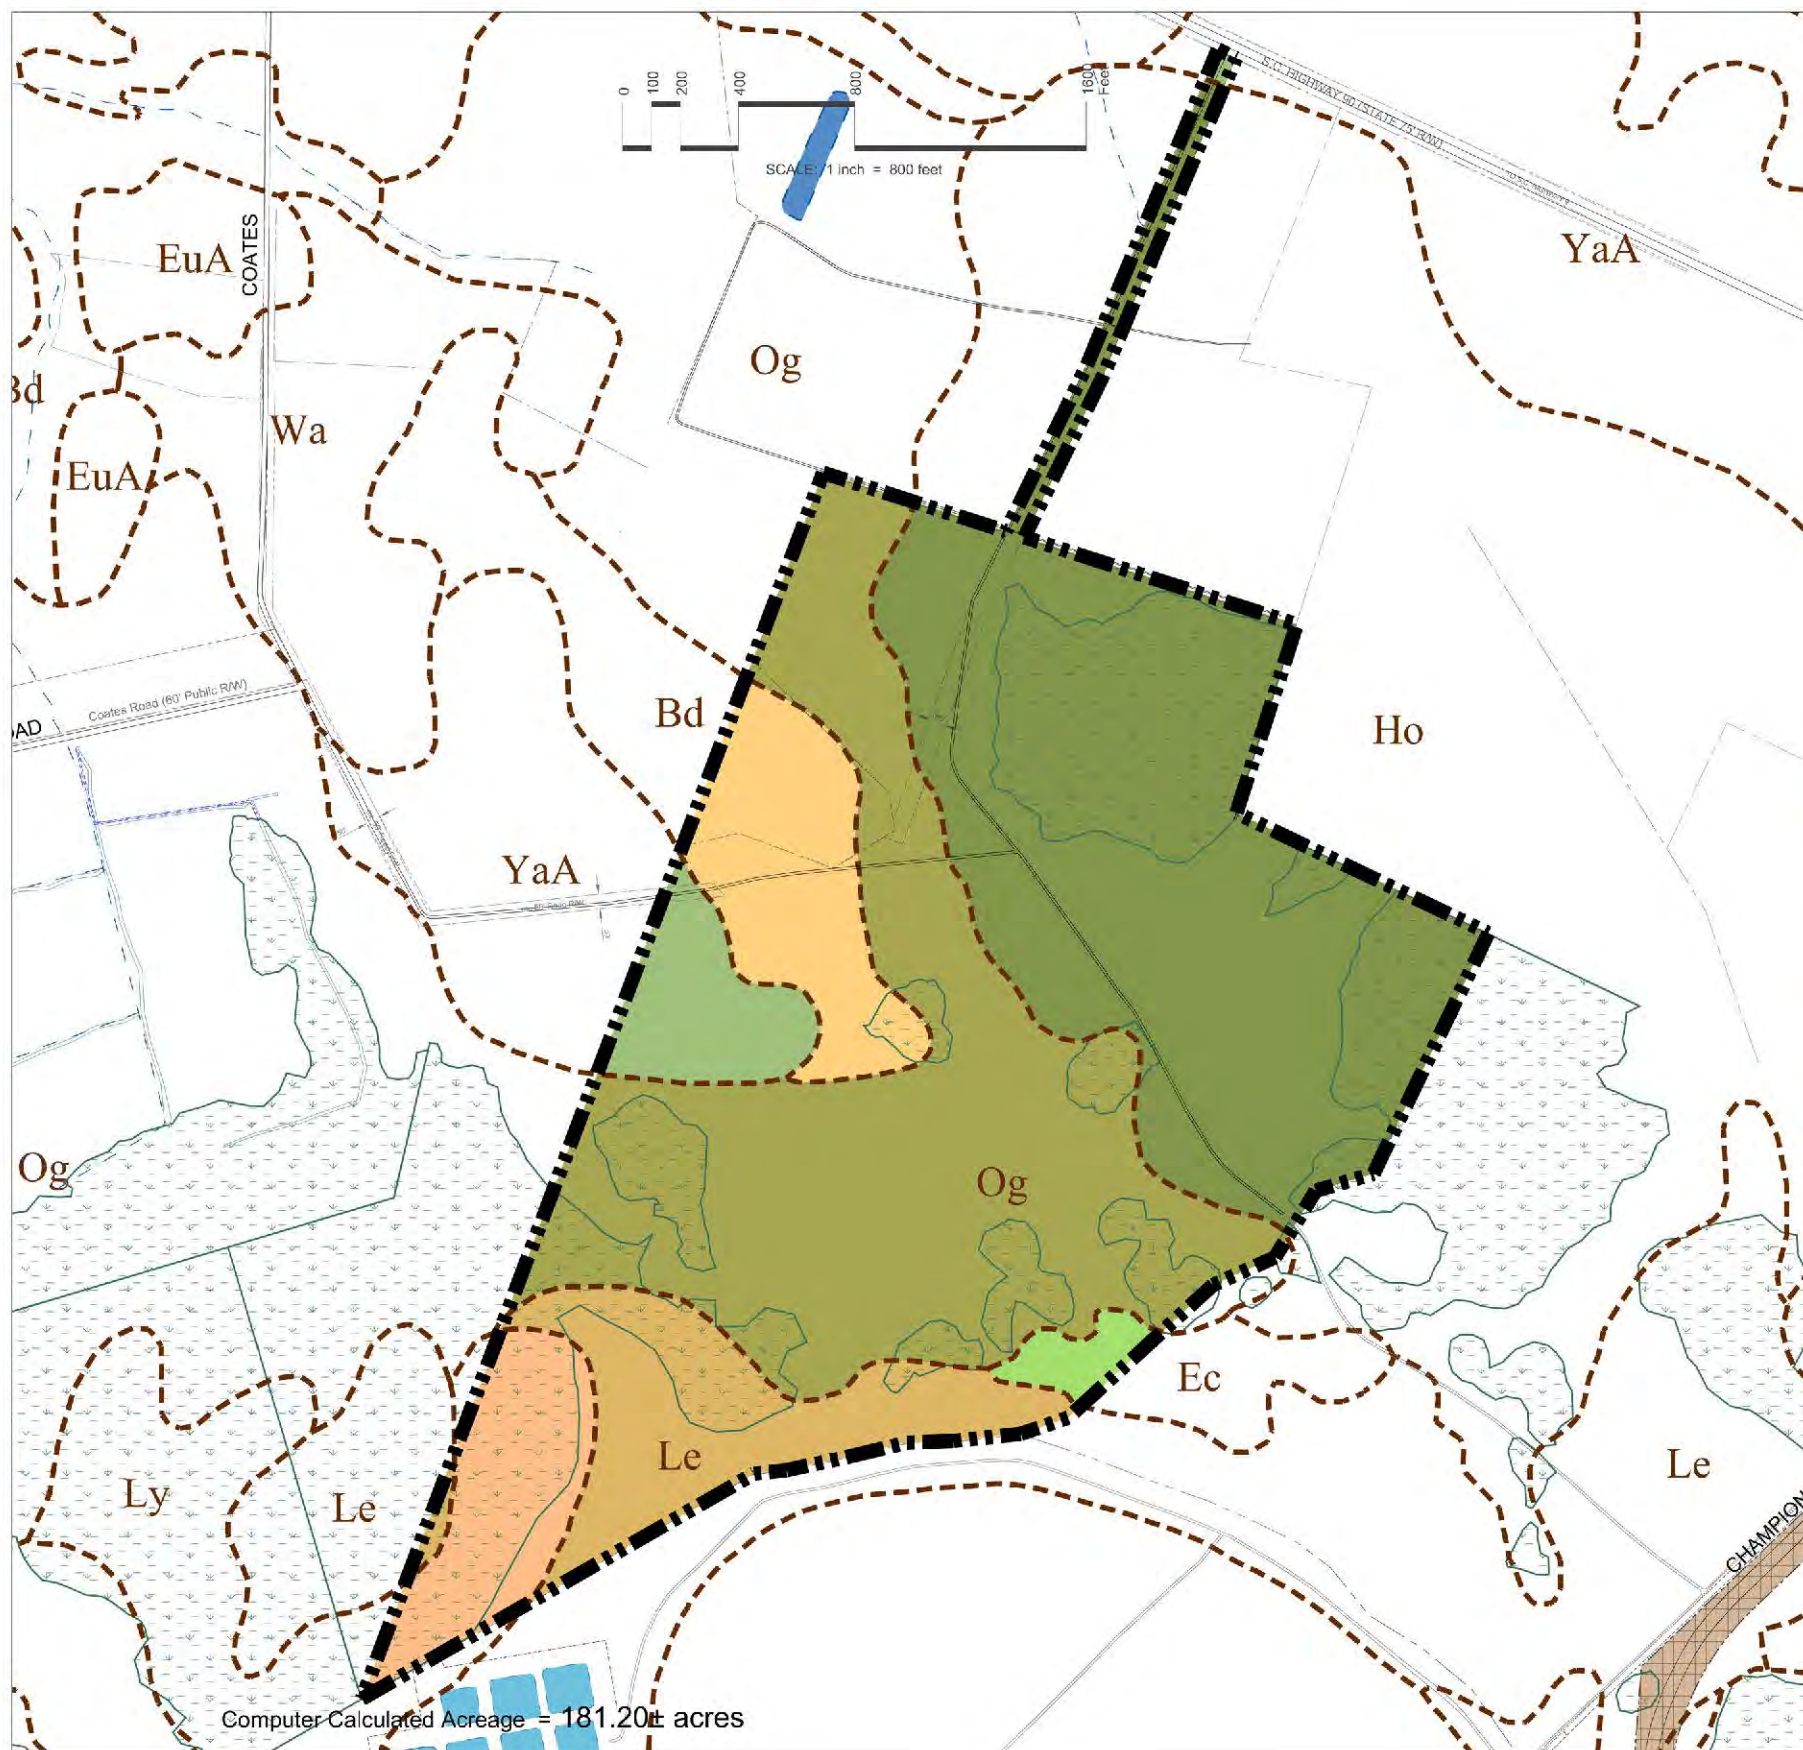 0 100 200 400 800 1600
Feet
SCALE: 1 inch = 800 feet
S.C. HIGHWAY 90 (STATE 75' R/W)
YaA
EuA
COATES
Og
Bd
Wa
EuA
Bd
Ho
Coates Road (60' Public R/W)
OAD
YaA
Og
Og
Ec
Le
Le
Ly
Le
CHAMPION
Computer Calculated Acreage = 181.20± acres